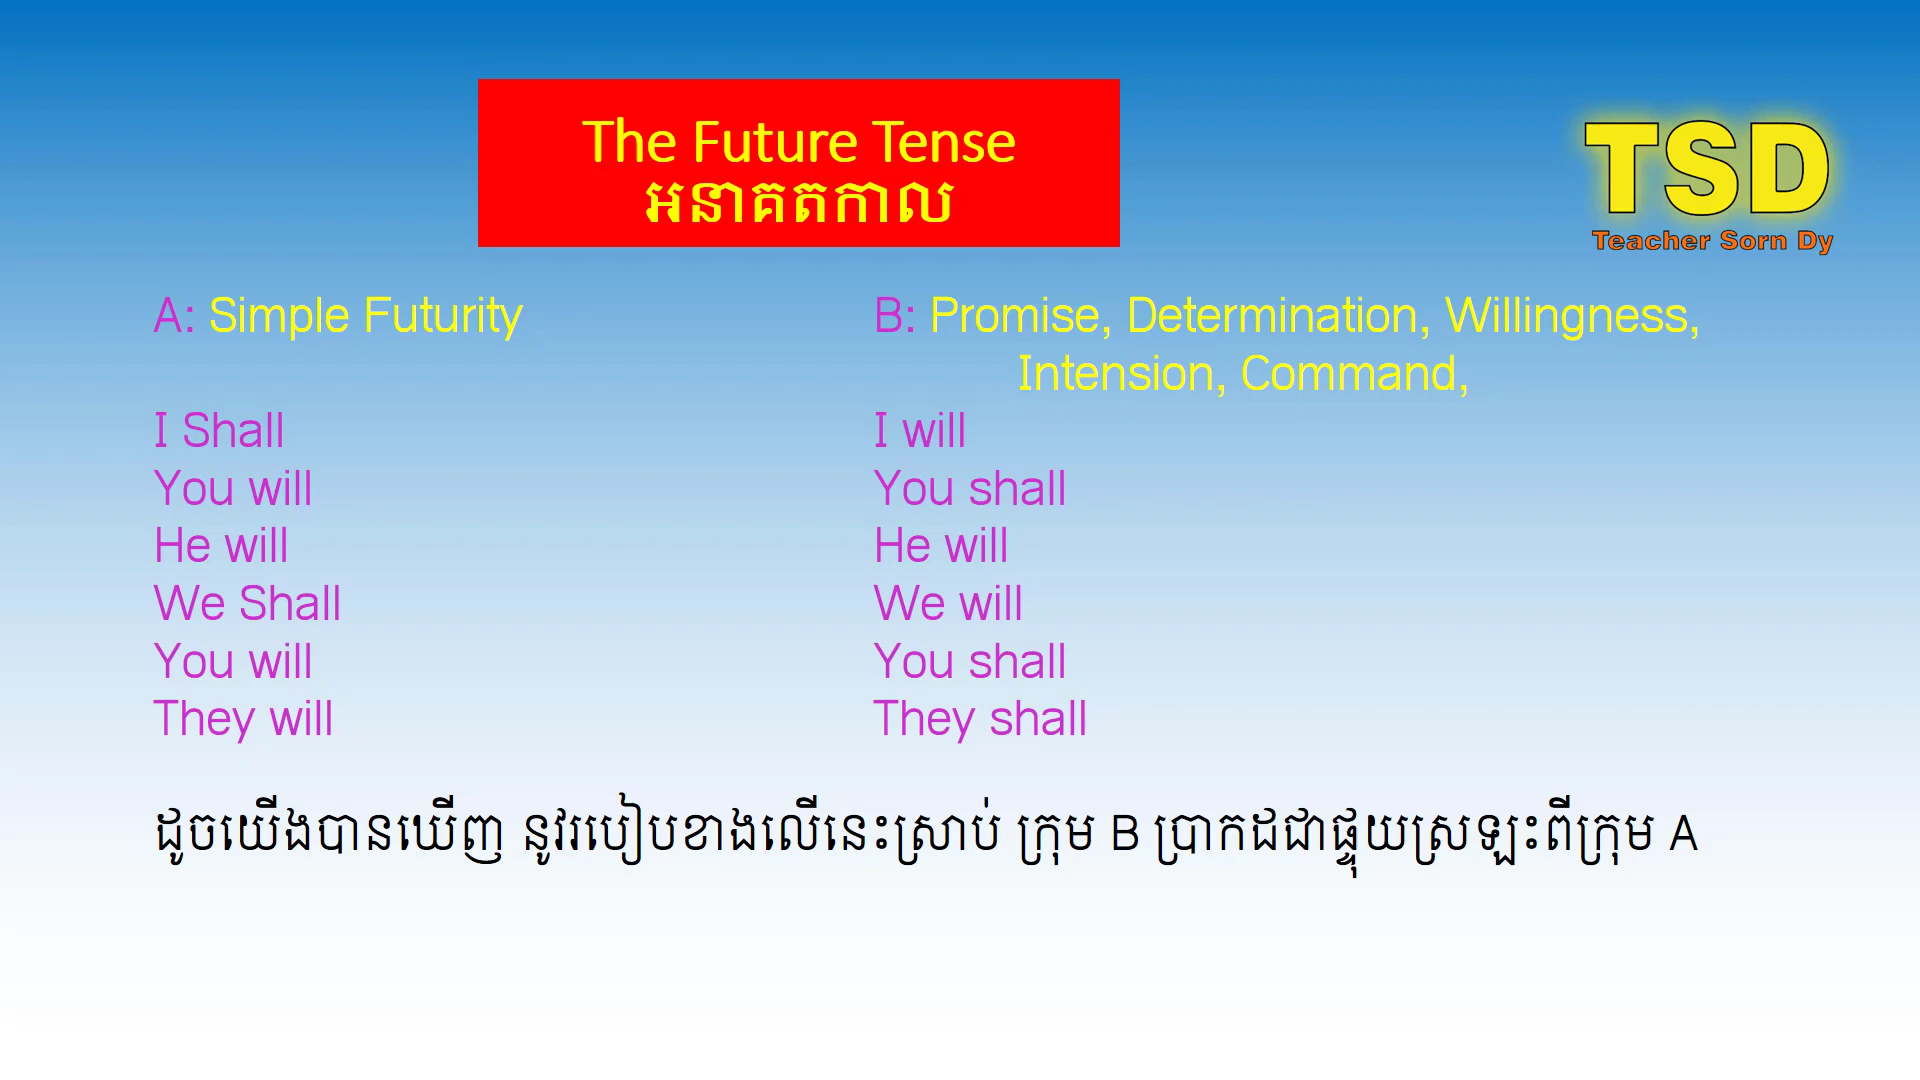 The Future Tense
អនាគតកាល
TSD
Teacher Sorn Dy
A: Simple Futurity
I Shall
You will
He will
We Shall
You will
They will
B: Promise, Determination, Willingness,
Intension, Command,
I will
You shall
He will
We will
You shall
They shall
ដូចយើងបានឃើញ នូវរបៀបខាងលើនេះស្រាប់ ក្រុម B ប្រាកដជាផ្ទុយស្រឡះពីក្រុម A